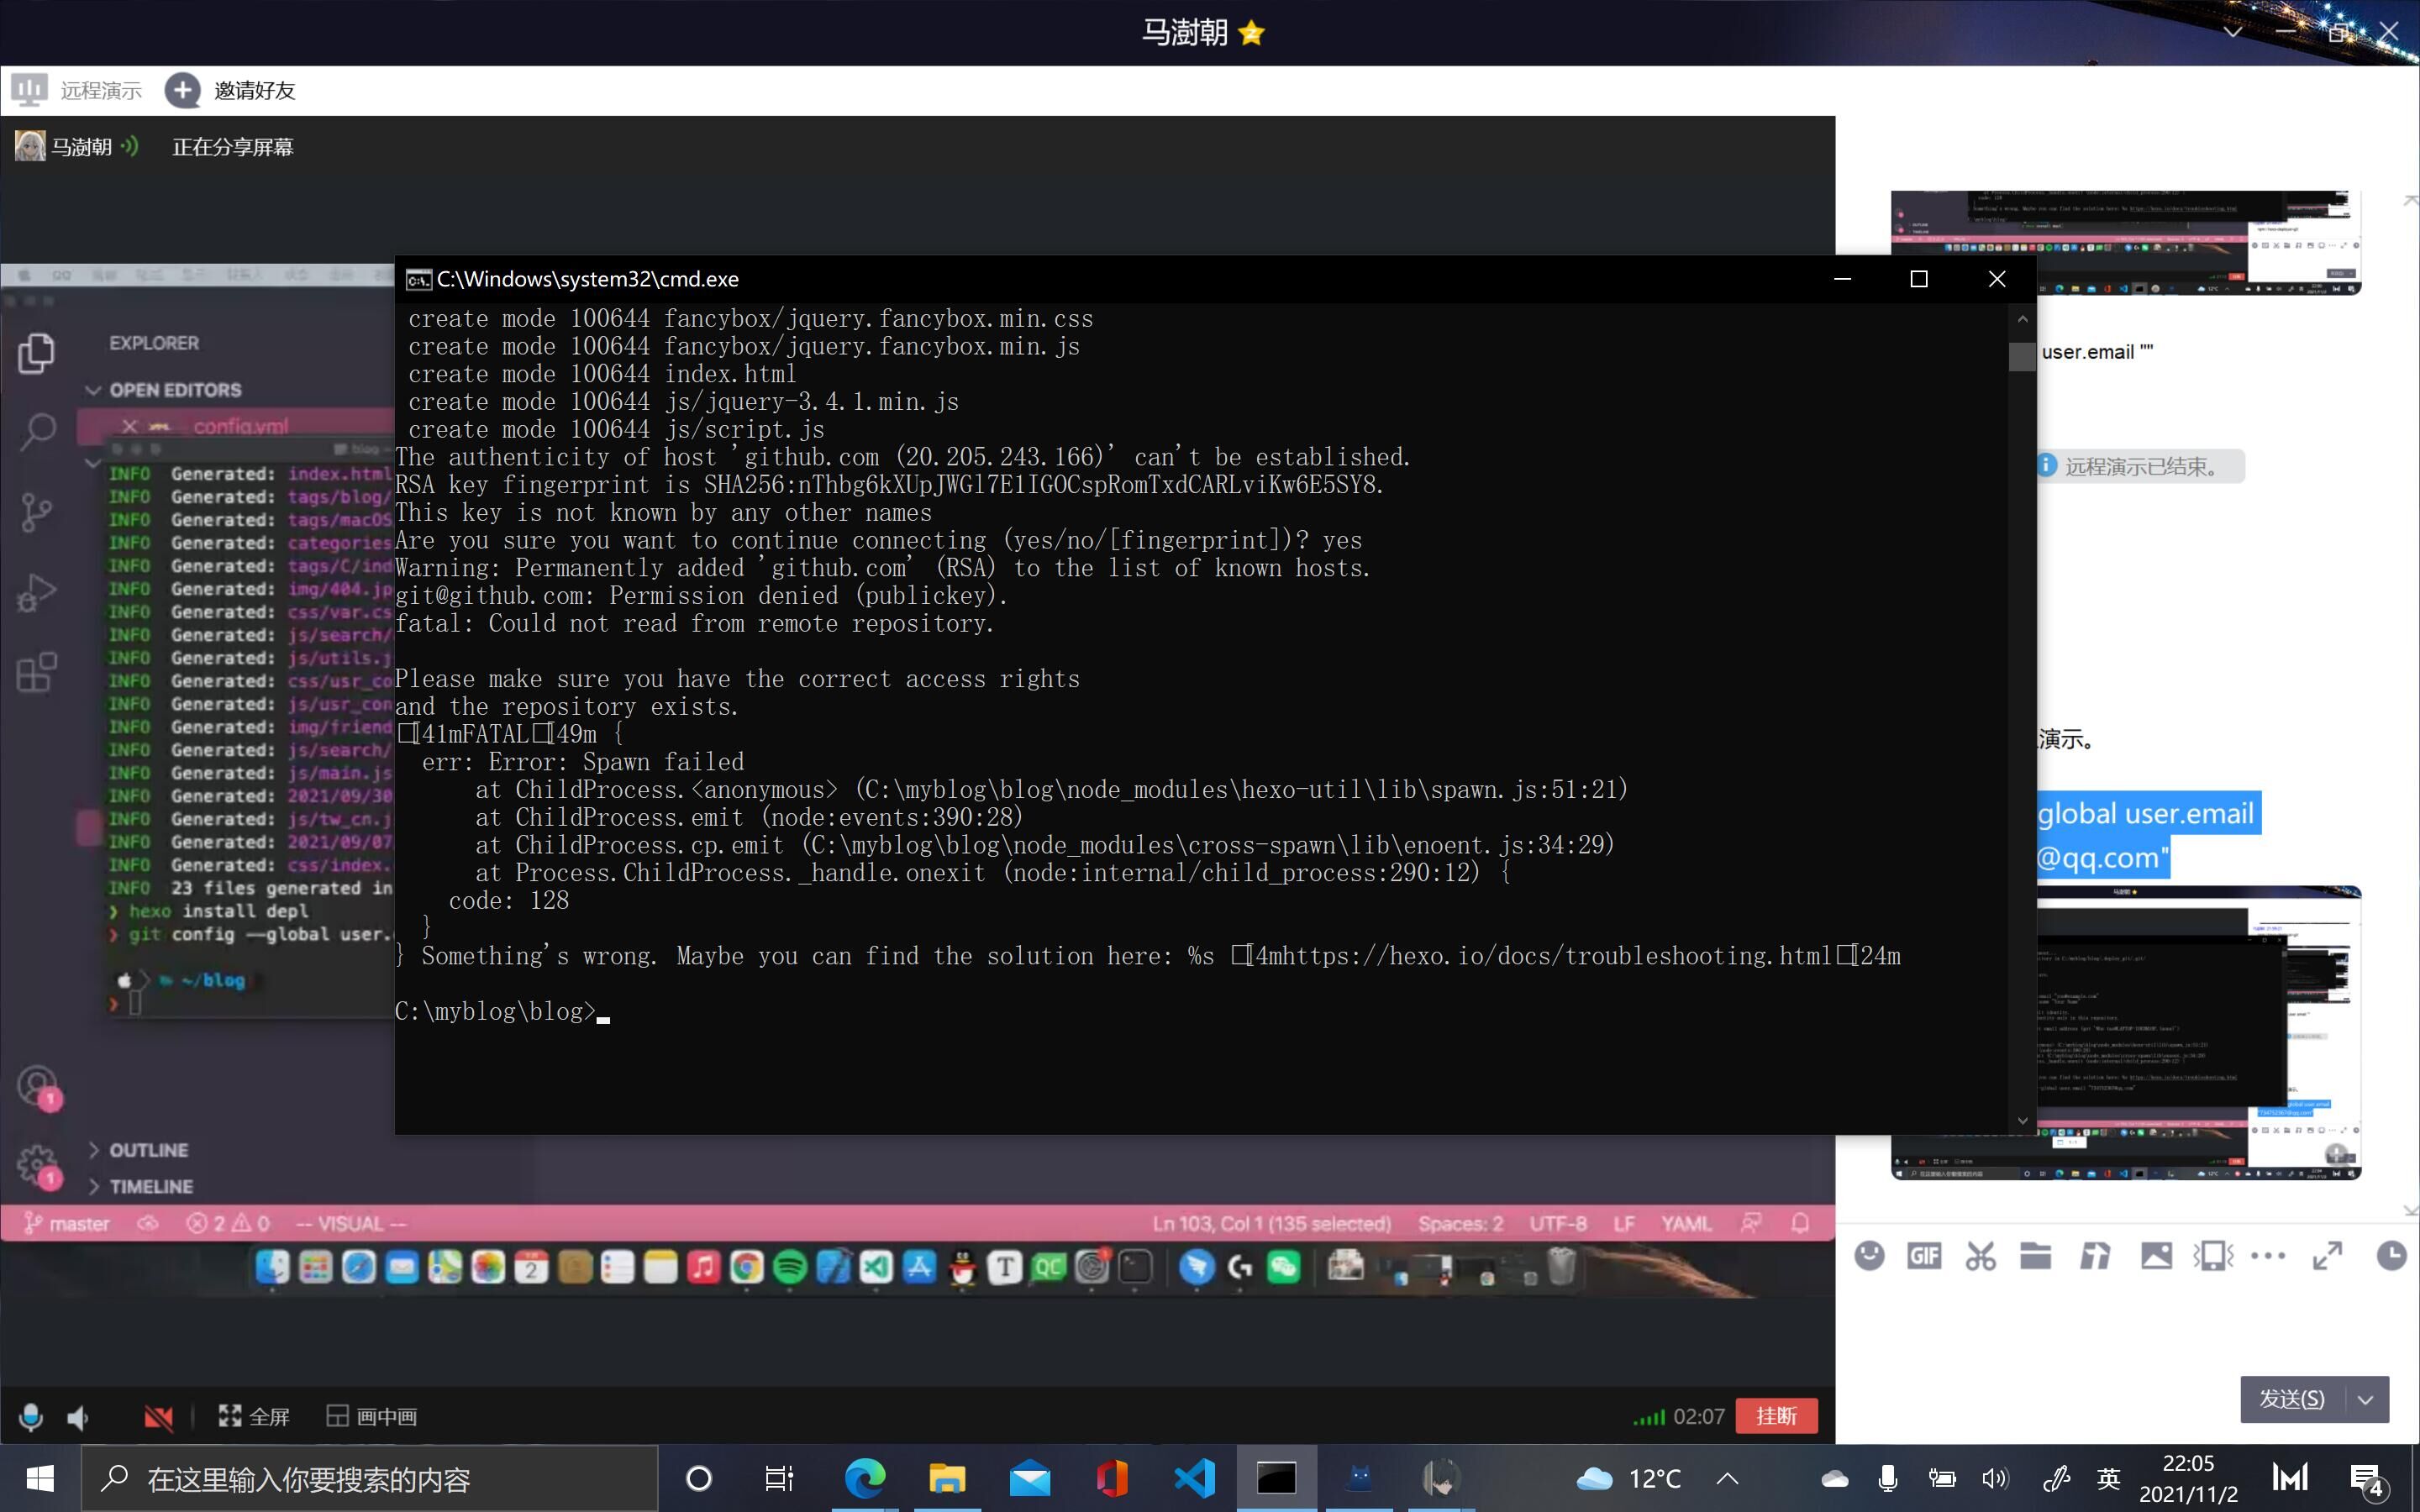 马澍朝
远程演示
邀请好友
马澍朝
正在分享屏幕
EXPLORER
OPEN EDITORS
config.yml
blog
INFO Generated: index.html
INFO Generated: tags/blog/
INFO Generated: tags/macOS
INFO Generated: categories
INFO Generated: tags/C/ind
INFO Generated: img/404.jp
INFO Generated: css/var.cs
INFO Generated: js/search/
INFO Generated: js/utils.j
INFO Generated: css/usr_co
INFO Generated: js/usr_con
INFO Generated: img/friend
INFO Generated: js/search/
INFO Generated: js/main.js
INFO Generated: 2021/09/30
INFO Generated: js/tw_cn.j
INFO Generated: 2021/09/07
INFO Generated: css/index.
INFO 23 files generated in
❯ hexo install depl
❯ git config --global user.
~/blog
❯
OUTLINE
TIMELINE
master
2
0
-- VISUAL --
Ln 103, Col 1 (135 selected)
Spaces: 2
UTF-8
LF
YAML
C:\Windows\system32\cmd.exe
create mode 100644 fancybox/jquery.fancybox.min.css
create mode 100644 fancybox/jquery.fancybox.min.js
create mode 100644 index.html
create mode 100644 js/jquery-3.4.1.min.js
create mode 100644 js/script.js
The authenticity of host 'github.com (20.205.243.166)' can't be established.
RSA key fingerprint is SHA256:nThbg6kXUpJWGl7E1IGOCspRomTxdCARLviKw6E5SY8.
This key is not known by any other names
Are you sure you want to continue connecting (yes/no/[fingerprint])? yes
Warning: Permanently added 'github.com' (RSA) to the list of known hosts.
git@github.com: Permission denied (publickey).
fatal: Could not read from remote repository.
Please make sure you have the correct access rights
and the repository exists.
□[41mFATAL□[49m {
err: Error: Spawn failed
at ChildProcess.<anonymous> (C:\myblog\blog\node_modules\hexo-util\lib\spawn.js:51:21)
at ChildProcess.emit (node:events:390:28)
at ChildProcess.cp.emit (C:\myblog\blog\node_modules\cross-spawn\lib\enoent.js:34:29)
at Process.ChildProcess._handle.onexit (node:internal/child_process:290:12) {
code: 128
}
} Something's wrong. Maybe you can find the solution here: %s □[4mhttps://hexo.io/docs/troubleshooting.html□[24m
C:\myblog\blog>
user.email ""
远程演示已结束。
演示。
global user.email
@qq.com"
GIF
发送(S)
全屏
画中画
02:07
挂断
在这里输入你要搜索的内容
12°C
英
22:05
2021/11/2
4